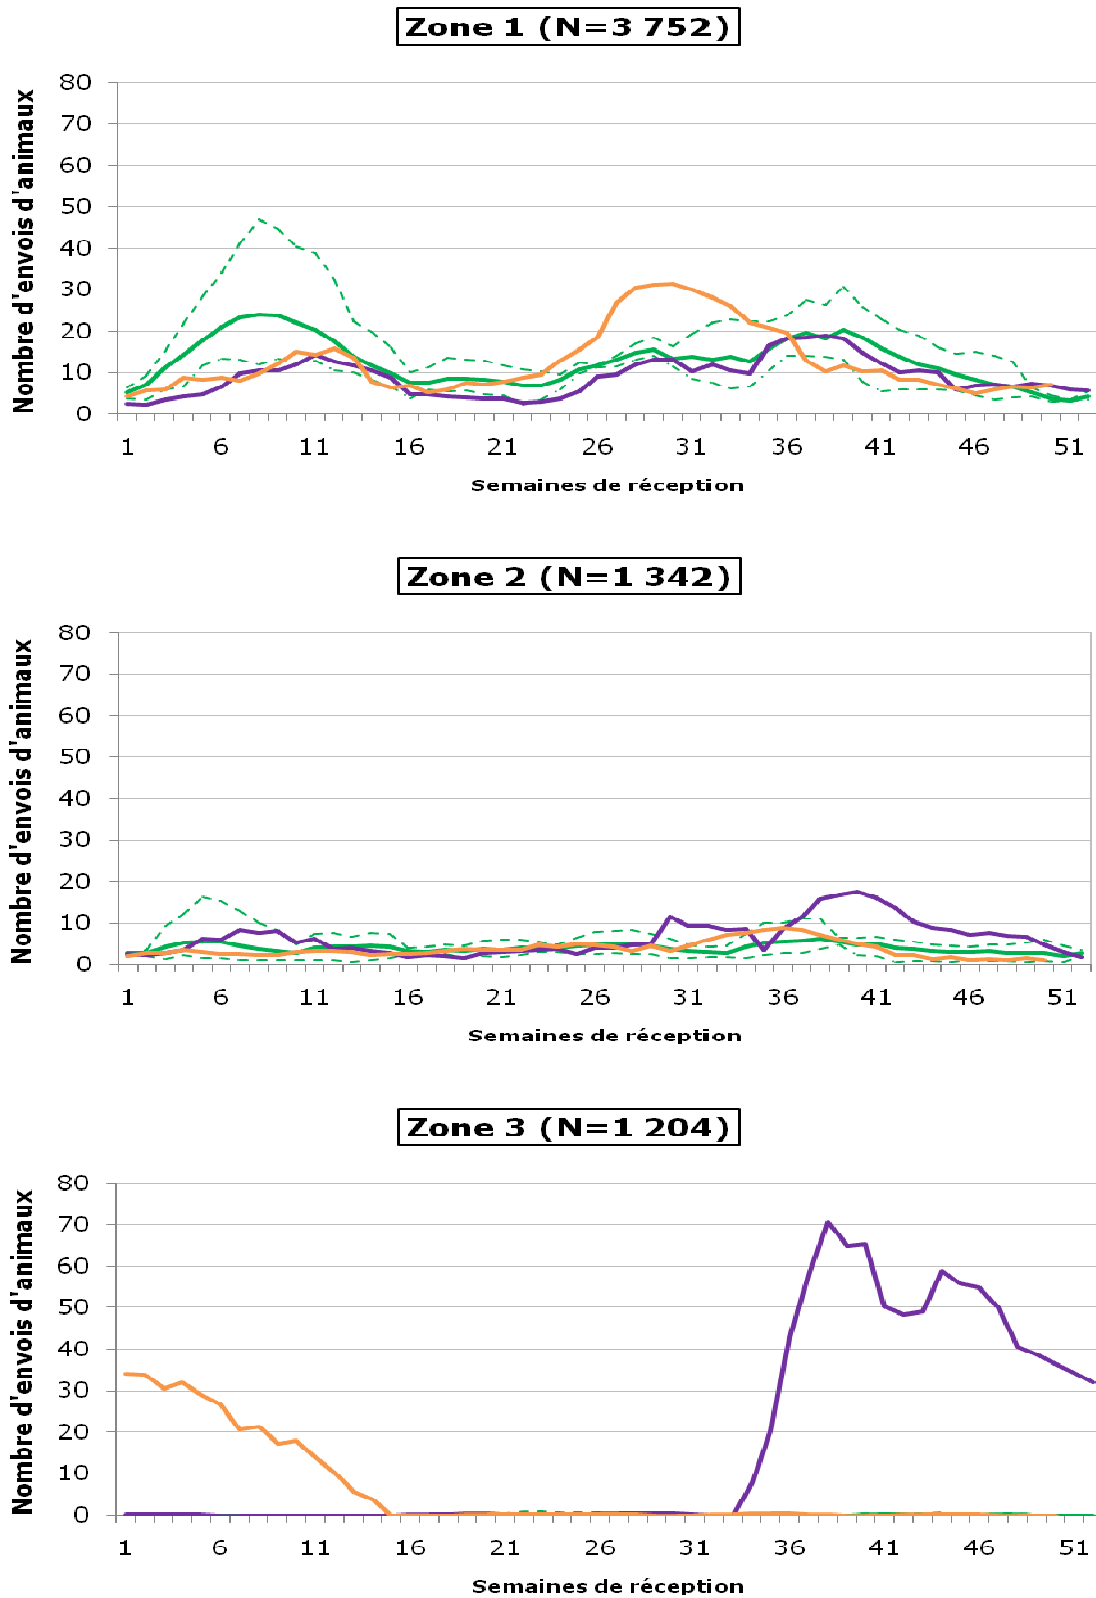 Zone 1 (N=3 752)
Nombre d'envois d'animaux
80
70
60
50
40
30
20
10
0
1 6 11 16 21 26 31 36 41 46 51
Semaines de réception
Zone 2 (N=1 342)
Nombre d'envois d'animaux
80
70
60
50
40
30
20
10
0
1 6 11 16 21 26 31 36 41 46 51
Semaines de réception
Zone 3 (N=1 204)
Nombre d'envois d'animaux
80
70
60
50
40
30
20
10
0
1 6 11 16 21 26 31 36 41 46 51
Semaines de réception